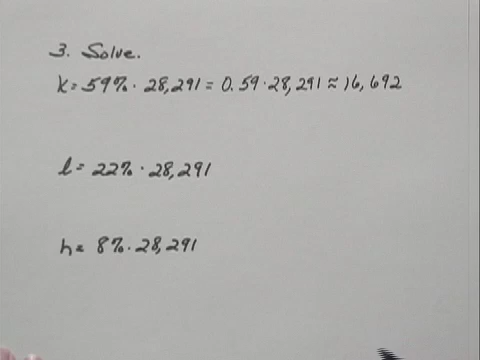 3. Solve.
k = 59% · 28,291 = 0.59 · 28,291 ≈ 16,692
l = 22% · 28,291
h = 8% · 28,291